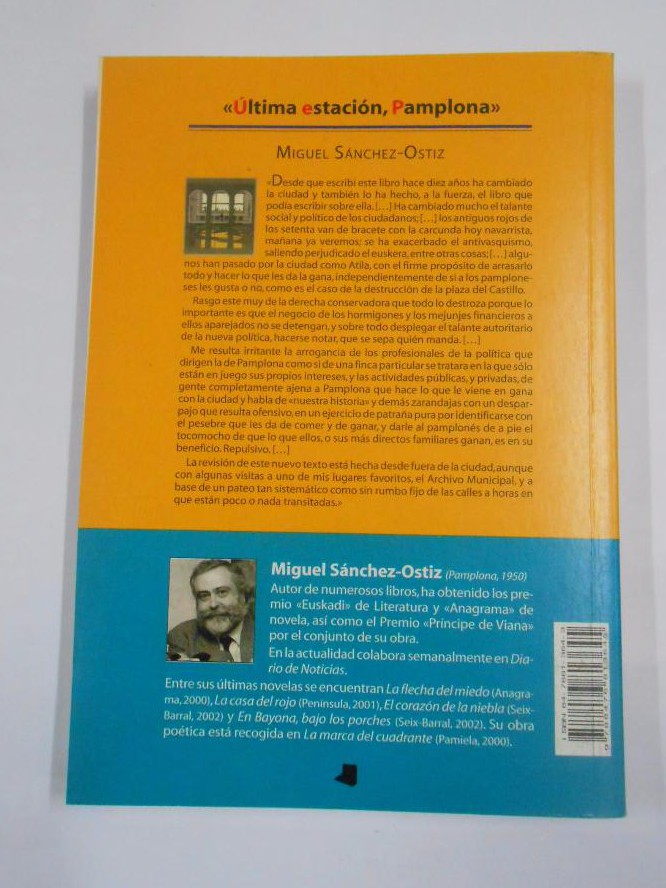 «Última estación, Pamplona»
MIGUEL SÁNCHEZ-OSTIZ
«Desde que escribí este libro hace diez años ha cambiado
la ciudad y también lo ha hecho, a la fuerza, el libro que
podía escribir sobre ella. […] Ha cambiado mucho el talante
social y político de los ciudadanos; […] los antiguos rojos de
los setenta van de bracete con la carcunda hoy navarrista,
mañana ya veremos; se ha exacerbado el antivasquismo,
saliendo perjudicado el euskera, entre otras cosas; […] algu-
nos han pasado por la ciudad como Atila, con el firme propósito de arrasarlo
todo y hacer lo que les da la gana, independientemente de si a los pamplone-
ses les gusta o no, como es el caso de la destrucción de la plaza del Castillo.
Rasgo este muy de la derecha conservadora que todo lo destroza porque lo
importante es que el negocio de los hormigones y los mejunjes financieros a
ellos aparejados no se detengan, y sobre todo desplegar el talante autoritario
de la nueva política, hacerse notar, que se sepa quién manda. […]
Me resulta irritante la arrogancia de los profesionales de la política que
dirigen la de Pamplona como si de una finca particular se tratara en la que sólo
están en juego sus propios intereses, y las actividades públicas, y privadas, de
gente completamente ajena a Pamplona que hace lo que le viene en gana
con la ciudad y habla de «nuestra historia» y demás zarandajas con un despar-
pajo que resulta ofensivo, en un ejercicio de patraña pura por identificarse con
el pesebre que les da de comer y de ganar, y darle al pamplonés de a pie el
tocomocho de que lo que ellos, o sus más directos familiares ganan, es en su
beneficio. Repulsivo. […]
La revisión de este nuevo texto está hecha desde fuera de la ciudad, aunque
con algunas visitas a uno de mis lugares favoritos, el Archivo Municipal, y a
base de un pateo tan sistemático como sin rumbo fijo de las calles a horas en
que están poco o nada transitadas.»
Miguel Sánchez-Ostiz (Pamplona, 1950)
Autor de numerosos libros, ha obtenido los pre-
mio «Euskadi» de Literatura y «Anagrama» de
novela, así como el Premio «Príncipe de Viana»
por el conjunto de su obra.
En la actualidad colabora semanalmente en Dia-
rio de Noticias.
Entre sus últimas novelas se encuentran La flecha del miedo (Anagra-
ma, 2000), La casa del rojo (Península, 2001), El corazón de la niebla (Seix-
Barral, 2002) y En Bayona, bajo los porches (Seix-Barral, 2002). Su obra
poética está recogida en La marca del cuadrante (Pamiela, 2000).